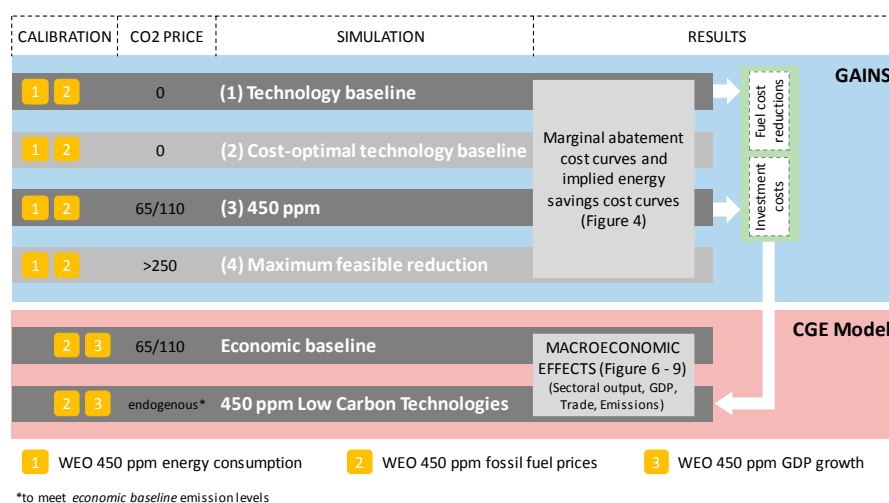 CALIBRATION CO2 PRICE SIMULATION RESULTS
GAINS
1 2 0 (1) Technology baseline
1 2 0 (2) Cost-optimal technology baseline
1 2 65/110 (3) 450 ppm
1 2 >250 (4) Maximum feasible reduction
Marginal abatement
cost curves and
implied energy
savings cost curves
(Figure 4)
Fuel cost
reductions
Investment
costs
CGE Model
2 3 65/110 Economic baseline
2 3 endogenous* 450 ppm Low Carbon Technologies
MACROECONOMIC
EFFECTS (Figure 6 - 9)
(Sectoral output, GDP,
Trade, Emissions)
1 WEO 450 ppm energy consumption 2 WEO 450 ppm fossil fuel prices 3 WEO 450 ppm GDP growth
*to meet economic baseline emission levels